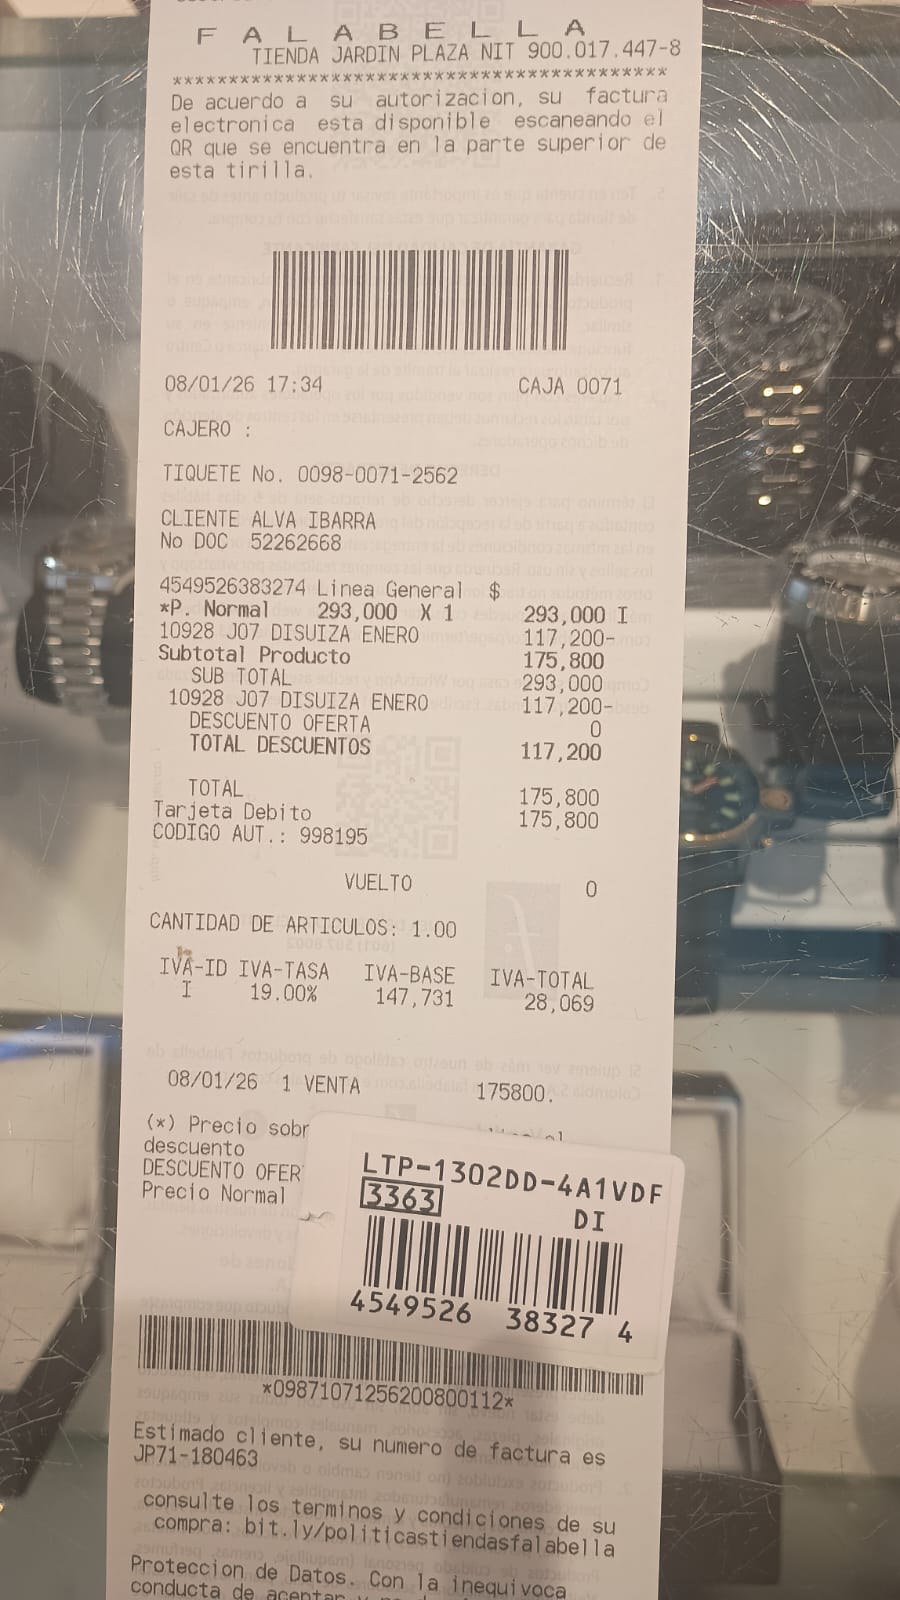 F A L A B E L L A
TIENDA JARDIN PLAZA NIT 900.017.447-8
******************************************
De acuerdo a su autorizacion, su factura
electronica esta disponible escaneando el
QR que se encuentra en la parte superior de
esta tirilla.
08/01/26 17:34 CAJA 0071
CAJERO :
TIQUETE No. 0098-0071-2562
CLIENTE ALVA IBARRA
No DOC 52262668
4549526383274 Linea General $
*P. Normal 293,000 X 1 293,000 I
10928 J07 DISUIZA ENERO 117,200-
Subtotal Producto 175,800
SUB TOTAL 293,000
10928 J07 DISUIZA ENERO 117,200-
DESCUENTO OFERTA 0
TOTAL DESCUENTOS 117,200
TOTAL 175,800
Tarjeta Debito 175,800
CODIGO AUT.: 998195
VUELTO 0
CANTIDAD DE ARTICULOS: 1.00
IVA-ID IVA-TASA IVA-BASE IVA-TOTAL
I 19.00% 147,731 28,069
08/01/26 1 VENTA 175800.
(*) Precio sobr
descuento
DESCUENTO OFER
Precio Normal
LTP-1302DD-4A1VDF
3363 DI
4549526 38327 4
*09871071256200800112*
Estimado cliente, su numero de factura es
JP71-180463
consulte los terminos y condiciones de su
compra: bit.ly/politicastiendasfalabella
Proteccion de Datos. Con la inequivoca
conducta de